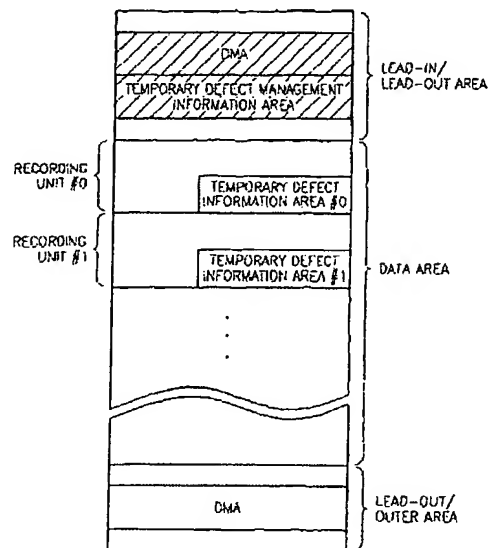 DMA
TEMPORARY DEFECT MANAGEMENT
INFORMATION AREA
LEAD-IN/
LEAD-OUT AREA
RECORDING
UNIT #0
TEMPORARY DEFECT
INFORMATION AREA #0
RECORDING
UNIT #1
TEMPORARY DEFECT
INFORMATION AREA #1
DATA AREA
DMA
LEAD-OUT/
OUTER AREA